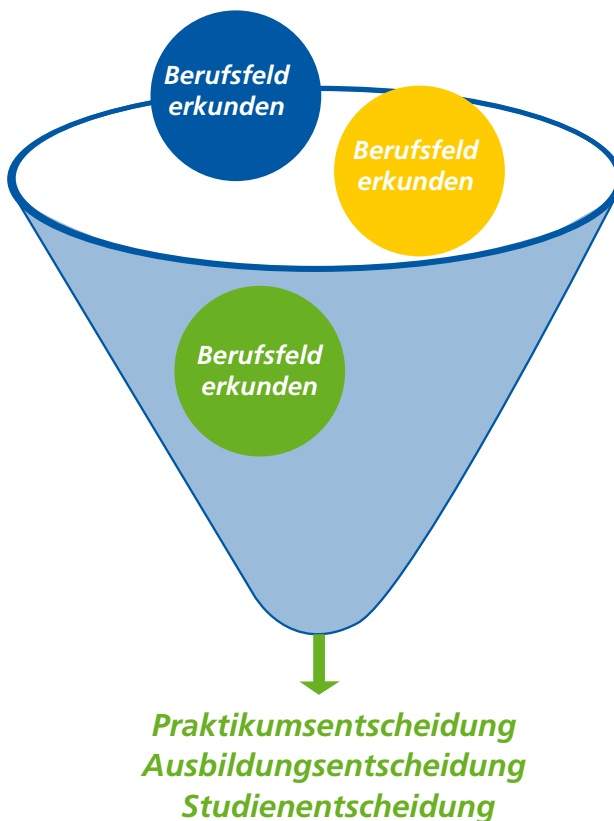 Berufsfeld
erkunden
Berufsfeld
erkunden
Berufsfeld
erkunden
Praktikumsentscheidung
Ausbildungsentscheidung
Studienentscheidung